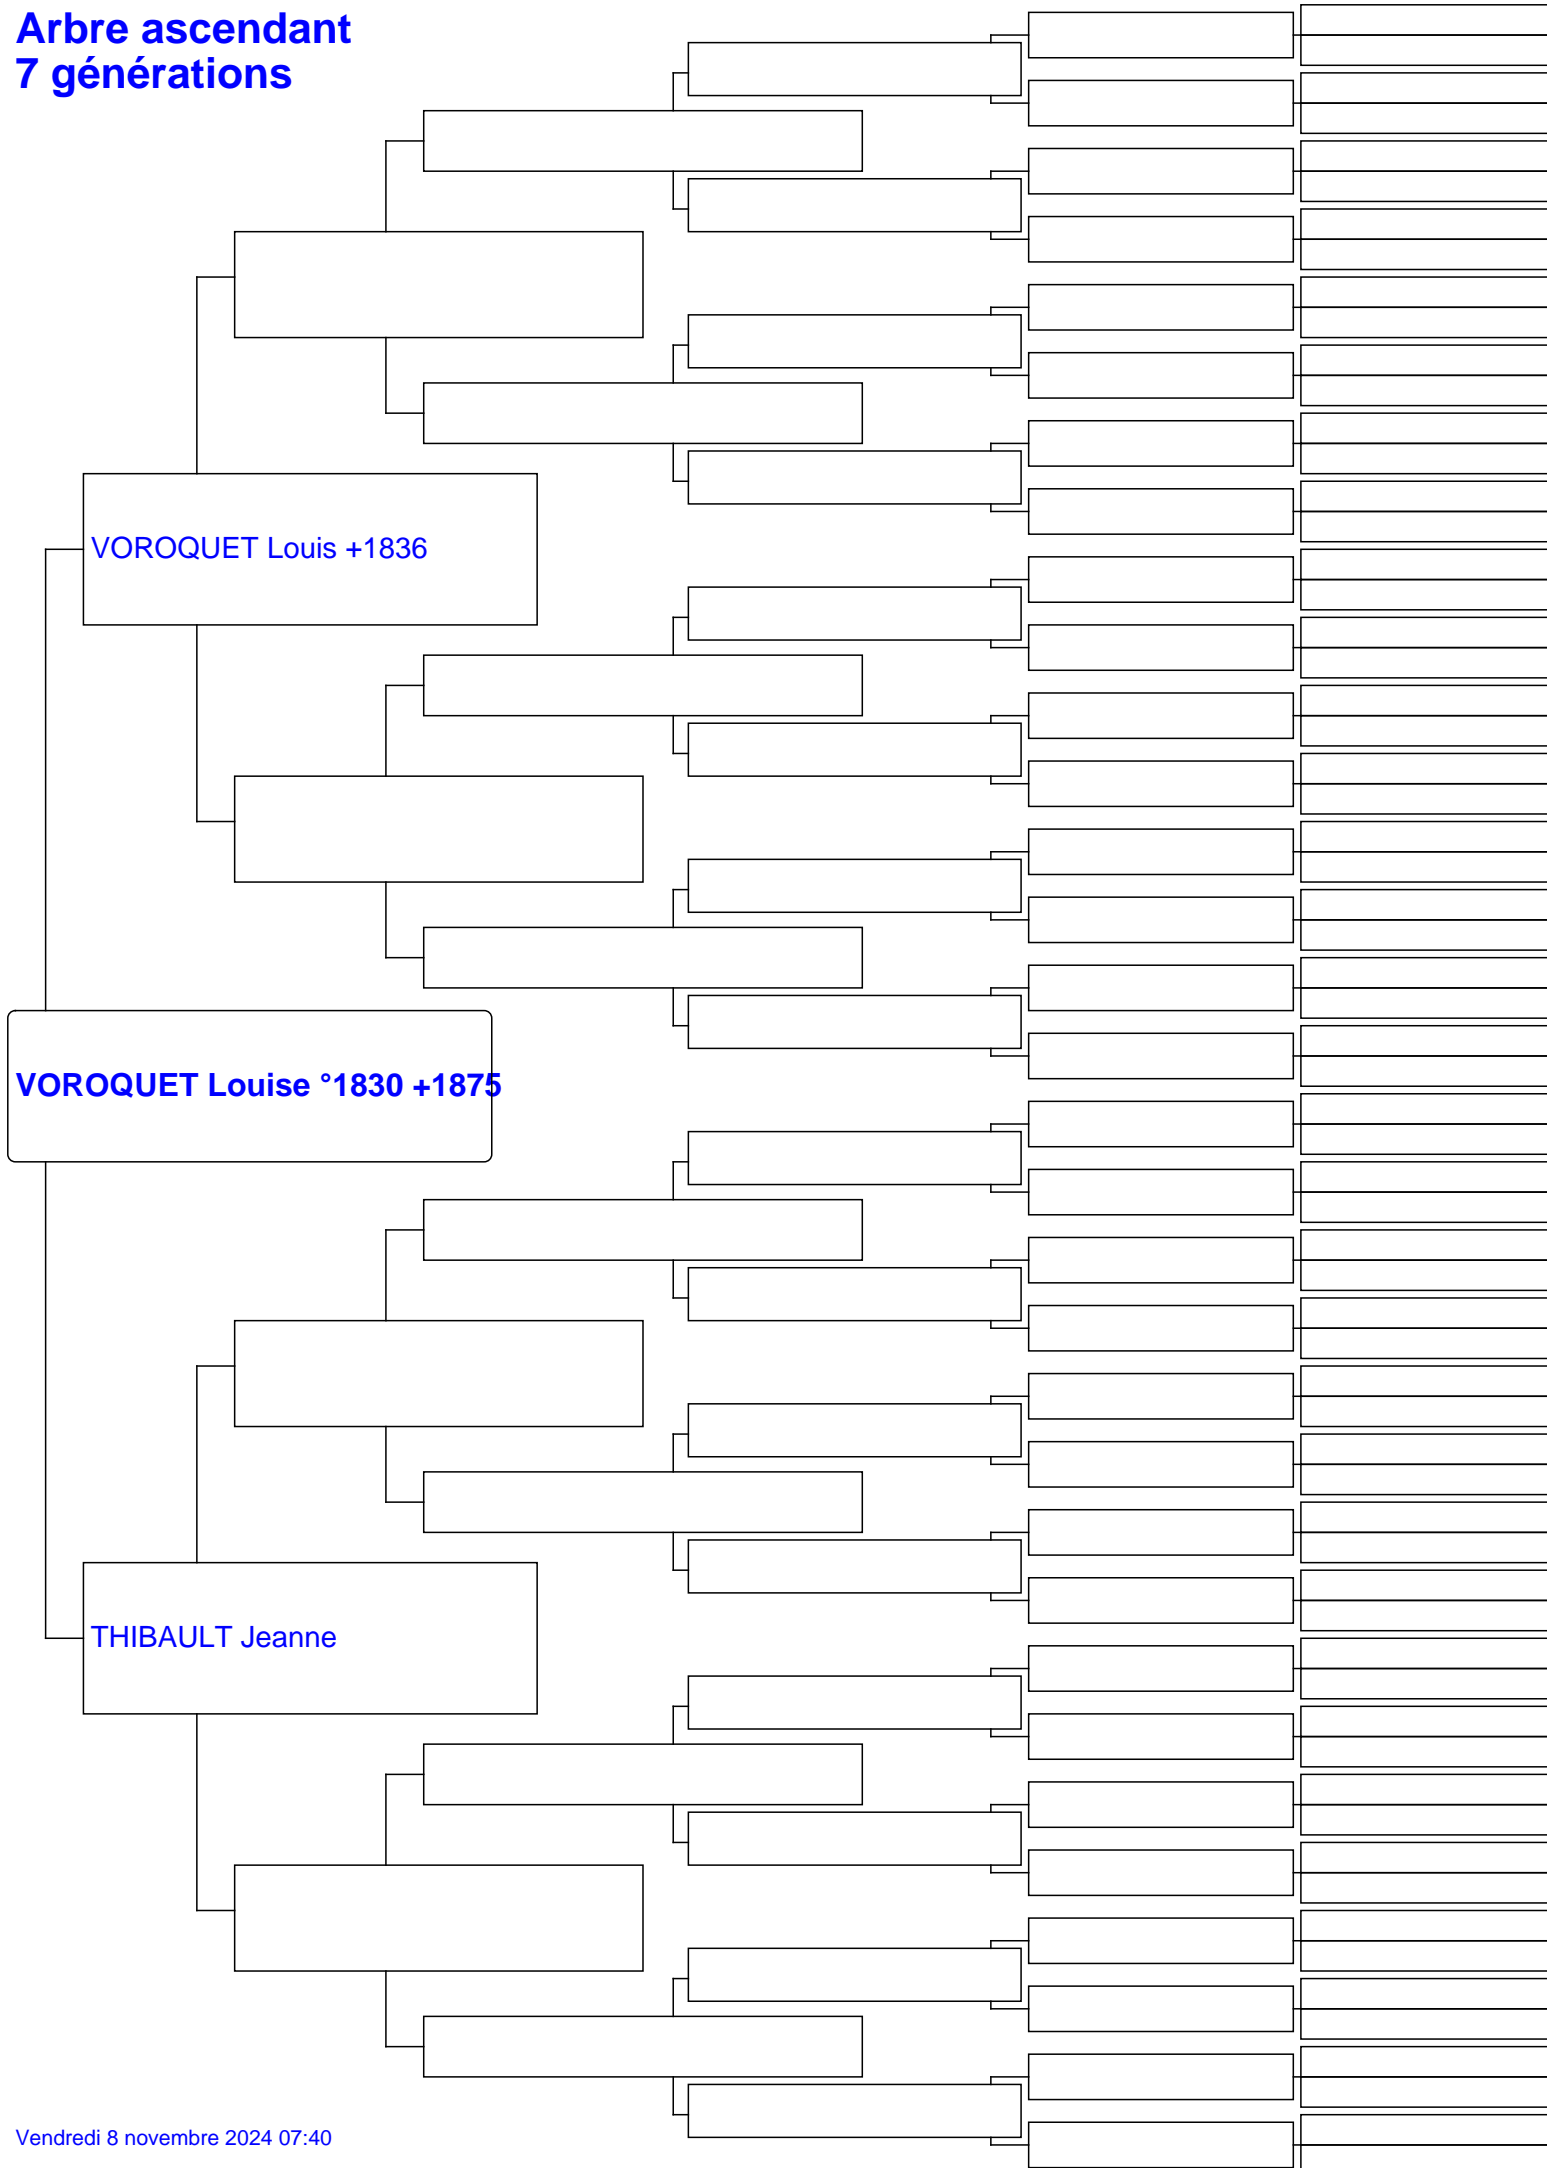 Arbre ascendant
7 générations
VOROQUET Louis +1836
VOROQUET Louise °1830 +1875
THIBAULT Jeanne
Vendredi 8 novembre 2024 07:40